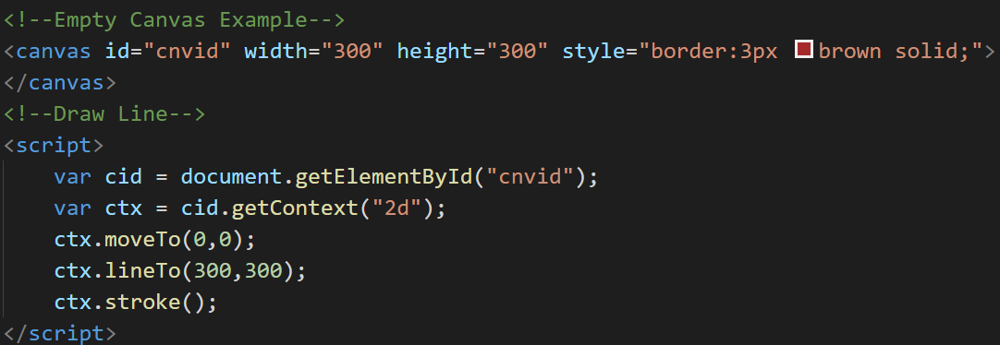 <!--Empty Canvas Example-->
<canvas id="cnvid" width="300" height="300" style="border:3px brown solid;">
</canvas>
<!--Draw Line-->
<script>
    var cid = document.getElementById("cnvid");
    var ctx = cid.getContext("2d");
    ctx.moveTo(0,0);
    ctx.lineTo(300,300);
    ctx.stroke();
</script>